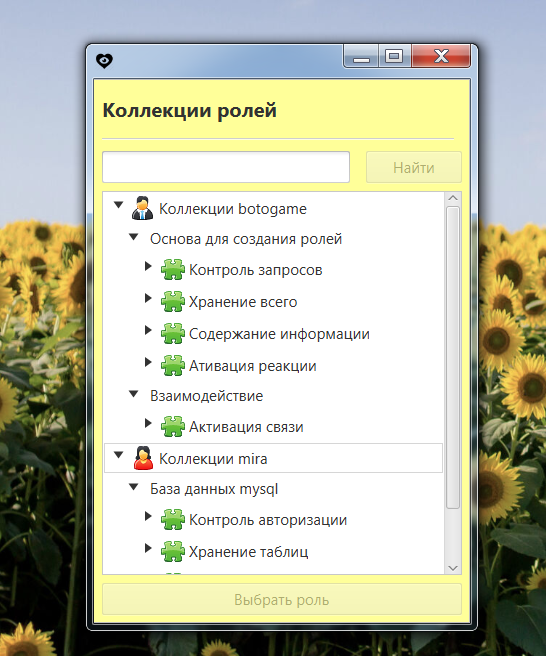 Коллекции ролей
Найти
Коллекции botogame
Основа для создания ролей
Контроль запросов
Хранение всего
Содержание информации
Ативация реакции
Взаимодействие
Активация связи
Коллекции mira
База данных mysql
Контроль авторизации
Хранение таблиц
Выбрать роль